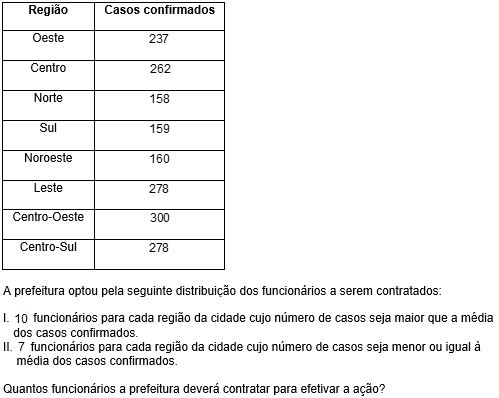 Região Casos confirmados
Oeste 237
Centro 262
Norte 158
Sul 159
Noroeste 160
Leste 278
Centro-Oeste 300
Centro-Sul 278
A prefeitura optou pela seguinte distribuição dos funcionários a serem contratados:
I. 10 funcionários para cada região da cidade cujo número de casos seja maior que a média
dos casos confirmados.
II. 7 funcionários para cada região da cidade cujo número de casos seja menor ou igual à
média dos casos confirmados.
Quantos funcionários a prefeitura deverá contratar para efetivar a ação?